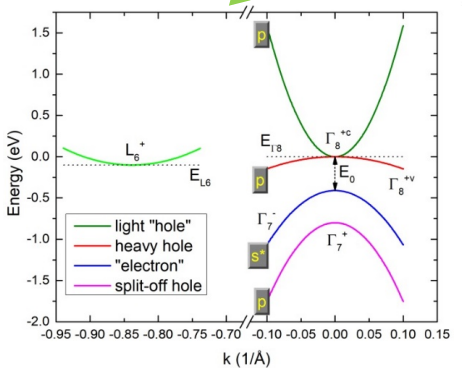 1.5
1.0
0.5
0.0
-0.5
-1.0
-1.5
-2.0
Energy (eV)
L₆⁺
E_L6
light "hole"
heavy hole
"electron"
split-off hole
p
p
s*
p
E_Γ8
Γ₈⁺ᶜ
E₀
Γ₈⁺ᵛ
Γ₇⁻
Γ₇⁺
-0.95 -0.90 -0.85 -0.80 -0.75 -0.70 -0.10 -0.05 0.00 0.05 0.10 0.15
k (1/Å)